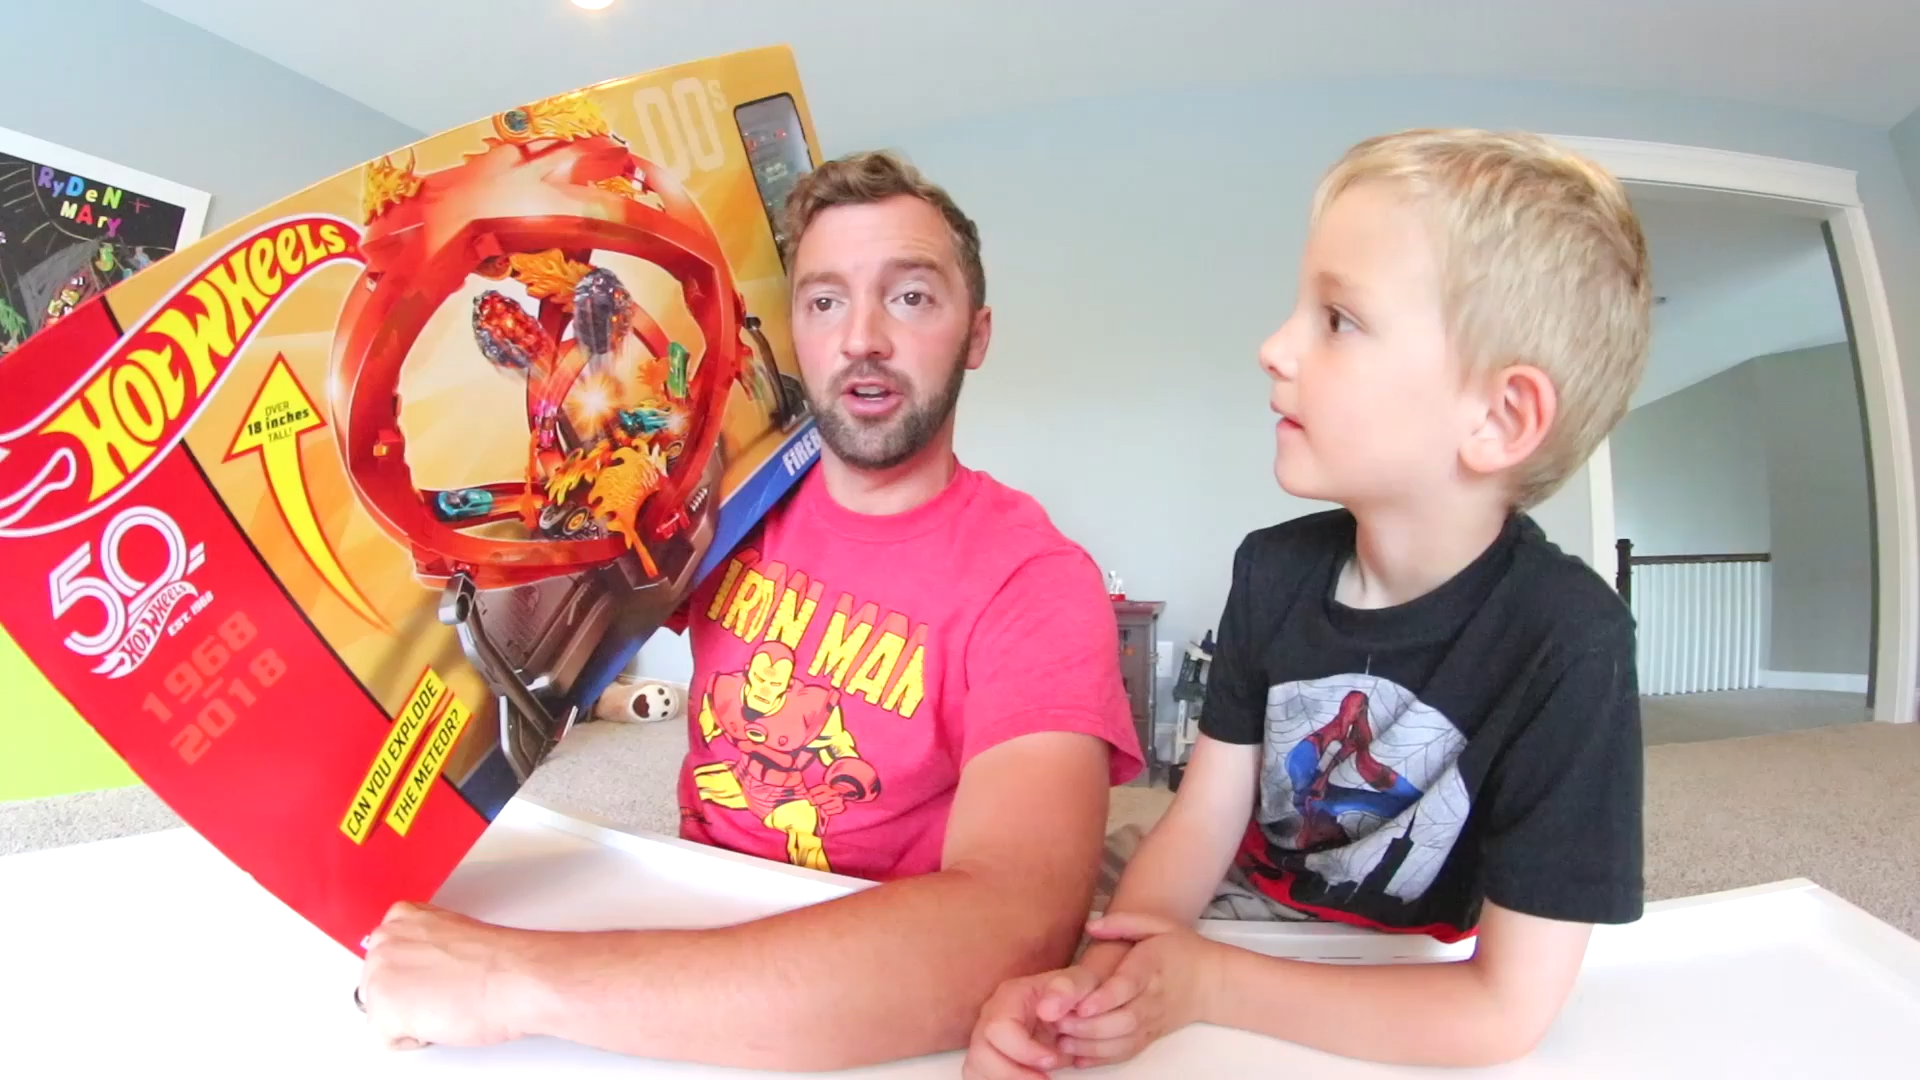 RyDeN +
MARy
HOT WHEELS
00s
OVER
18 inches
TALL!
50
HOT WHEELS
EST. 1968
1968
2018
CAN YOU EXPLODE
THE METEOR?
IRON MAN